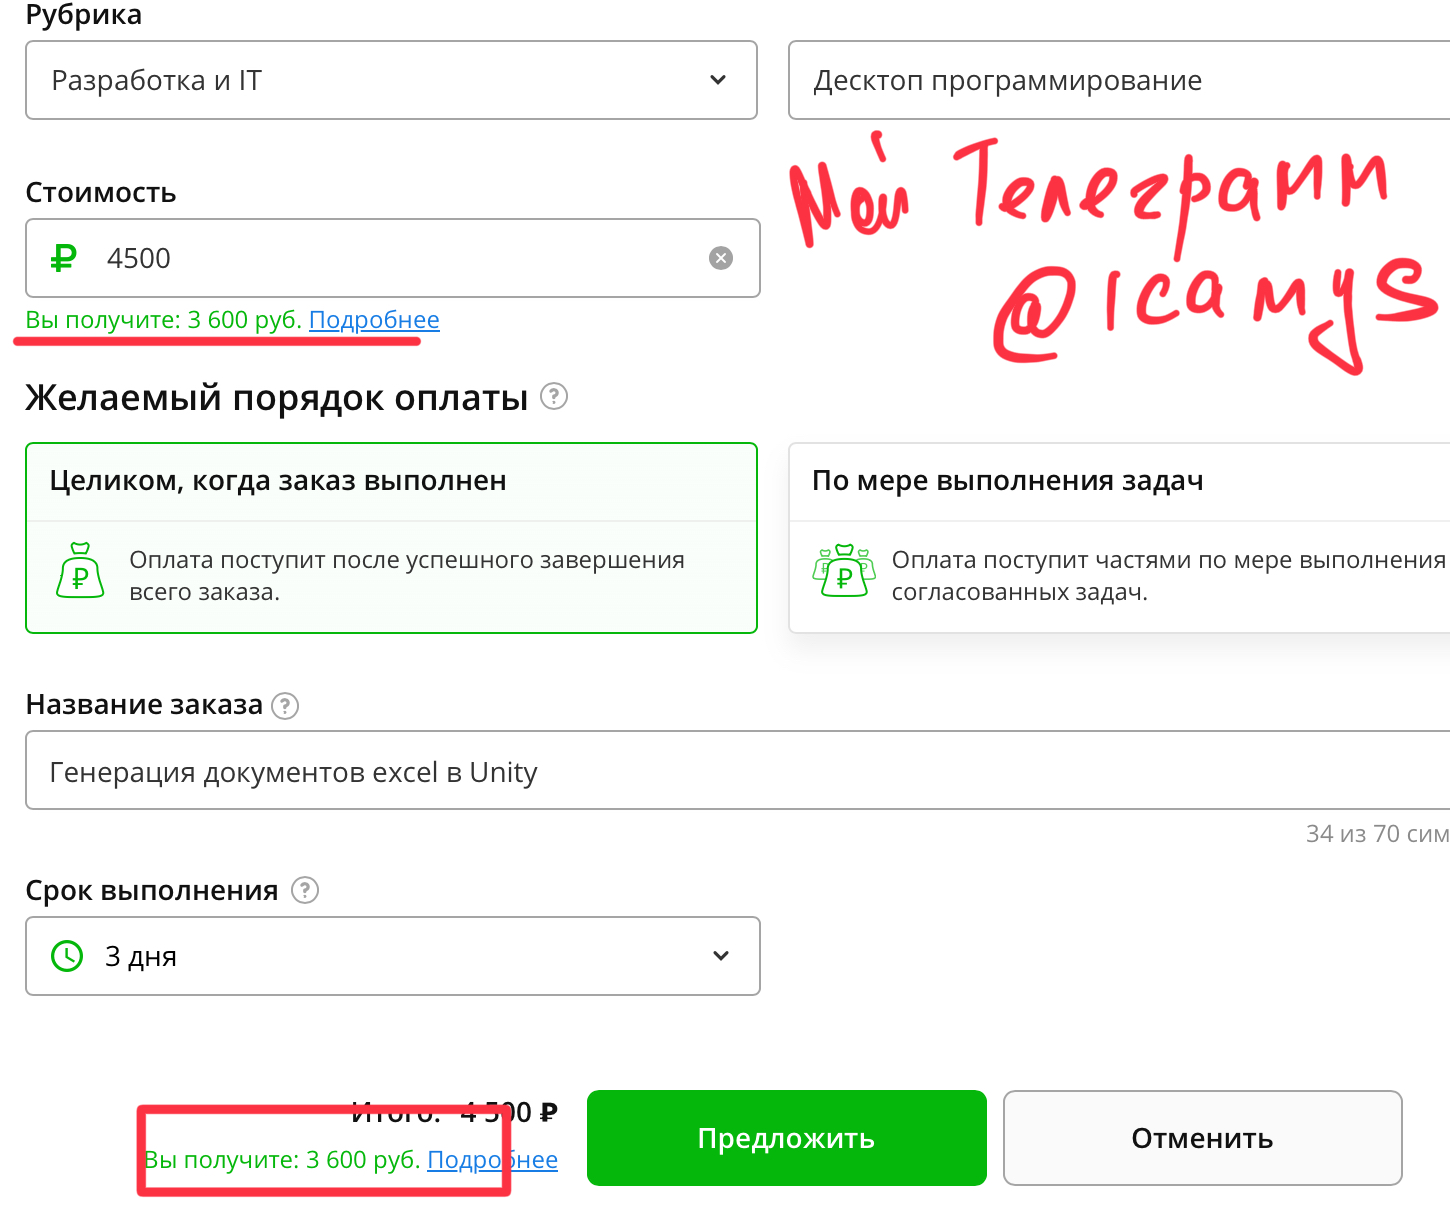 Рубрика
Разработка и IT
Десктоп программирование
Мой Телеграмм
@icamys
Стоимость
₽ 4500
Вы получите: 3 600 руб. Подробнее
Желаемый порядок оплаты ?
Целиком, когда заказ выполнен
Оплата поступит после успешного завершения
всего заказа.
По мере выполнения задач
Оплата поступит частями по мере выполнения
согласованных задач.
Название заказа ?
Генерация документов excel в Unity
34 из 70 сим
Срок выполнения ?
3 дня
Итого: 4 500 ₽
Вы получите: 3 600 руб. Подробнее
Предложить
Отменить